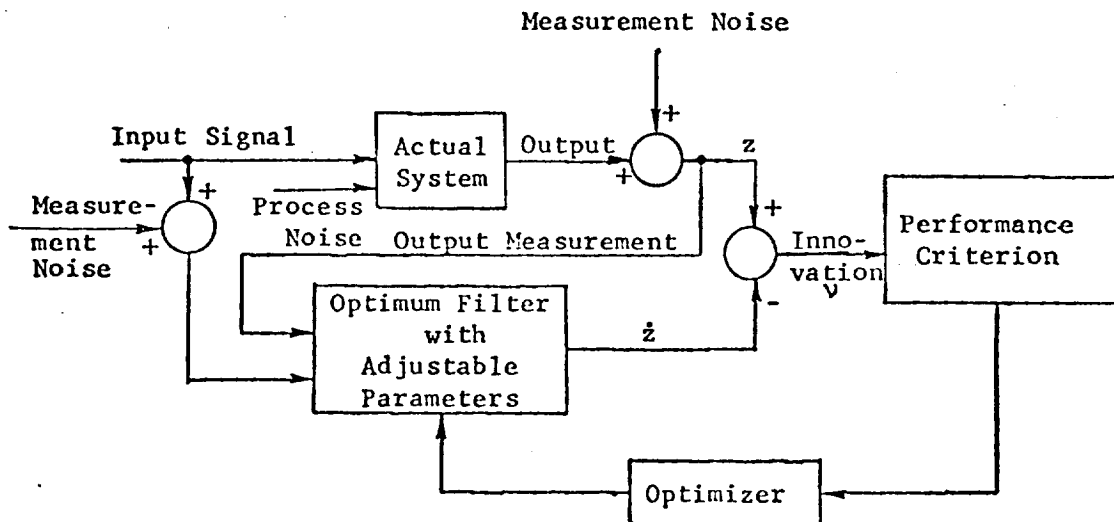 Measurement Noise
+
Input Signal
Actual
System
Output
+
z
+
Measure-
ment
Noise
+
Process
Noise
Output Measurement
+
Inno-
vation
ν
-
Performance
Criterion
Optimum Filter
with
Adjustable
Parameters
ż
Optimizer